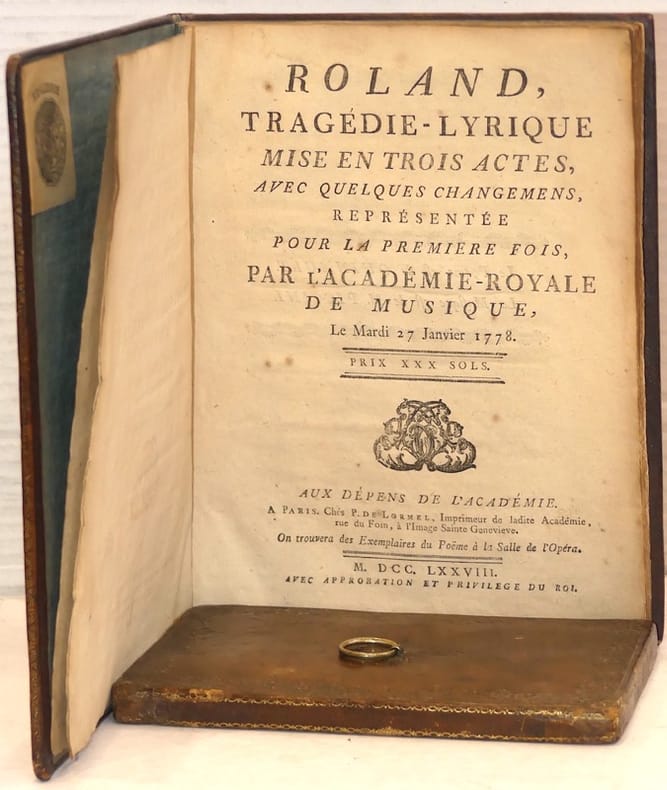 ROLAND,
TRAGÉDIE-LYRIQUE
MISE EN TROIS ACTES,
AVEC QUELQUES CHANGEMENS,
REPRÉSENTÉE
POUR LA PREMIERE FOIS,
PAR L'ACADÉMIE-ROYALE
DE MUSIQUE,
Le Mardi 27 Janvier 1778.
PRIX XXX SOLS.
AUX DÉPENS DE L'ACADÉMIE.
A PARIS. Chés P. DE LORMEL, Imprimeur de ladite Académie,
rue du Foin, à l'Image Sainte Genevieve.
On trouvera des Exemplaires du Poëme à la Salle de l'Opéra.
M. DCC. LXXVIII.
AVEC APPROBATION ET PRIVILEGE DU ROI.